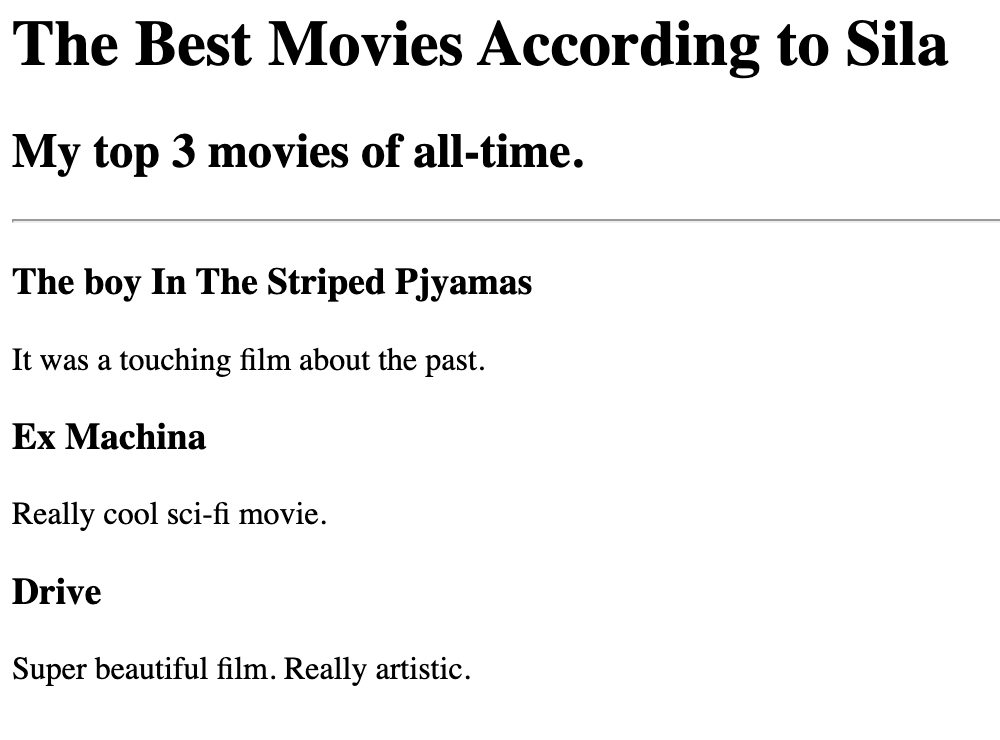 The Best Movies According to Sila
My top 3 movies of all-time.
The boy In The Striped Pjyamas
It was a touching film about the past.
Ex Machina
Really cool sci-fi movie.
Drive
Super beautiful film. Really artistic.